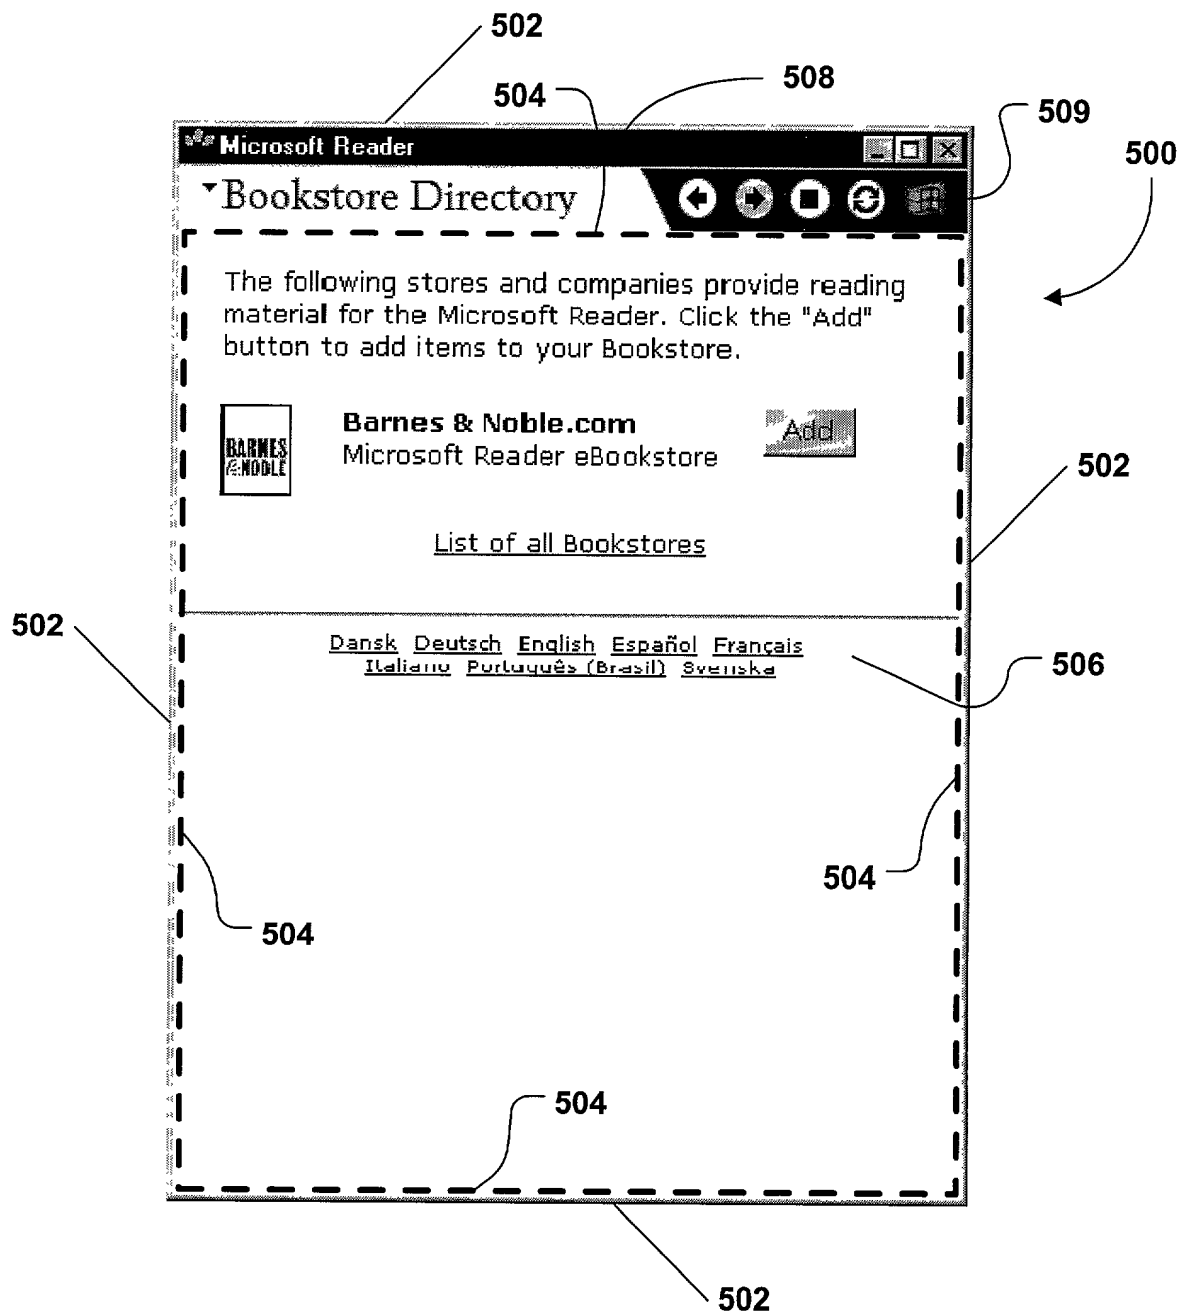 502
508
504
509
500
Microsoft Reader
Bookstore Directory
The following stores and companies provide reading
material for the Microsoft Reader. Click the "Add"
button to add items to your Bookstore.
BARNES
& NOBLE
Barnes & Noble.com
Microsoft Reader eBookstore
Add
502
List of all Bookstores
502
Dansk Deutsch English Español Français
Italiano Português (Brasil) Svenska
506
504
504
504
502